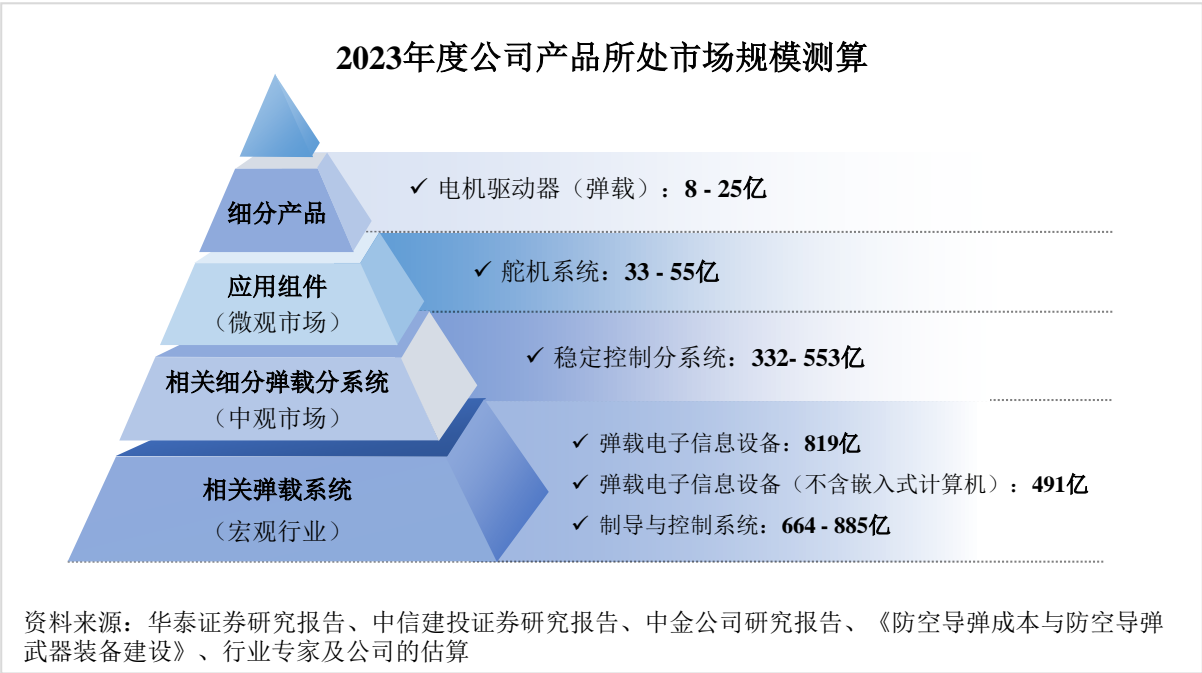 2023年度公司产品所处市场规模测算
细分产品
✓ 电机驱动器（弹载）：8 - 25亿
应用组件
（微观市场）
✓ 舵机系统：33 - 55亿
相关细分弹载分系统
（中观市场）
✓ 稳定控制分系统：332- 553亿
相关弹载系统
（宏观行业）
✓ 弹载电子信息设备：819亿
✓ 弹载电子信息设备（不含嵌入式计算机）：491亿
✓ 制导与控制系统：664 - 885亿
资料来源：华泰证券研究报告、中信建投证券研究报告、中金公司研究报告、《防空导弹成本与防空导弹
武器装备建设》、行业专家及公司的估算